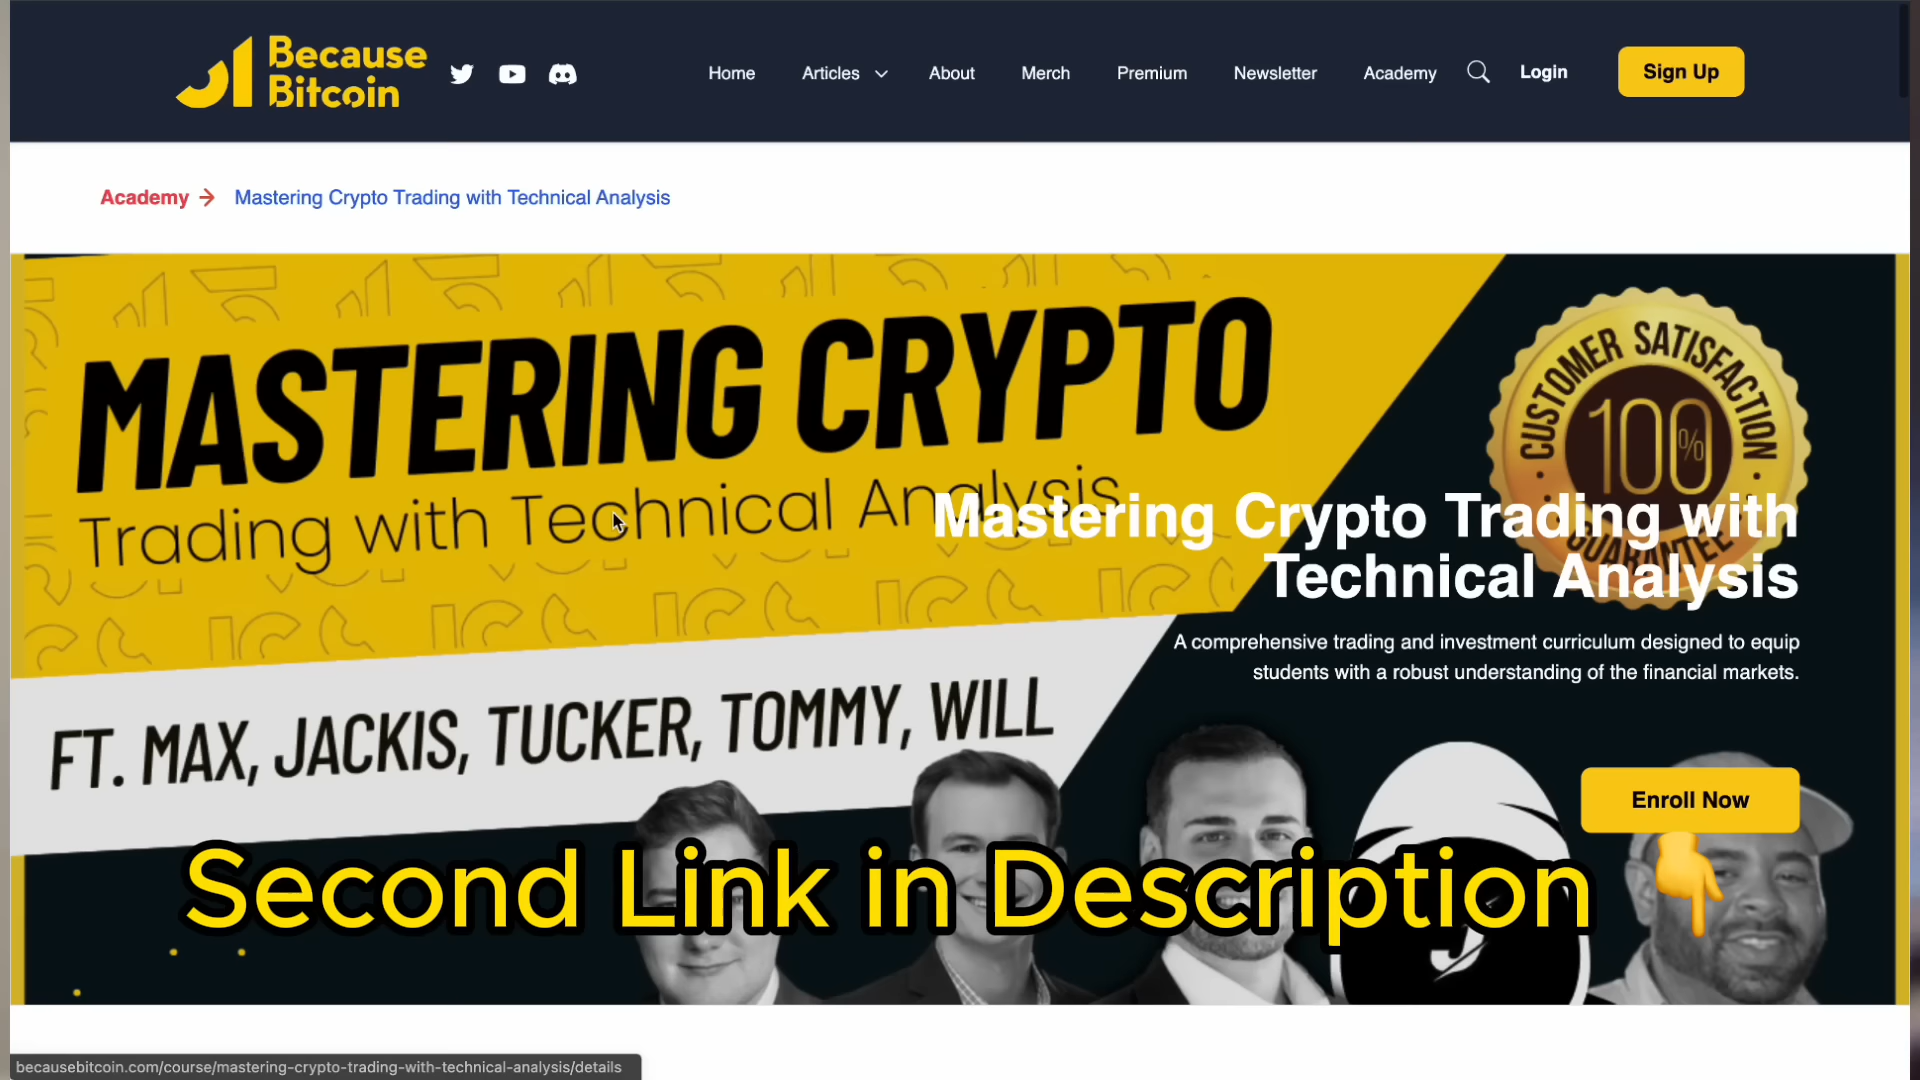 Because
Bitcoin
Home
Articles
About
Merch
Premium
Newsletter
Academy
Login
Sign Up
Academy → Mastering Crypto Trading with Technical Analysis
MASTERING CRYPTO
Trading with Technical Analysis
CUSTOMER SATISFACTION
100%
GUARANTEE
Mastering Crypto Trading with
Technical Analysis
A comprehensive trading and investment curriculum designed to equip
students with a robust understanding of the financial markets.
FT. MAX, JACKIS, TUCKER, TOMMY, WILL
Enroll Now
Second Link in Description
becausebitcoin.com/course/mastering-crypto-trading-with-technical-analysis/details